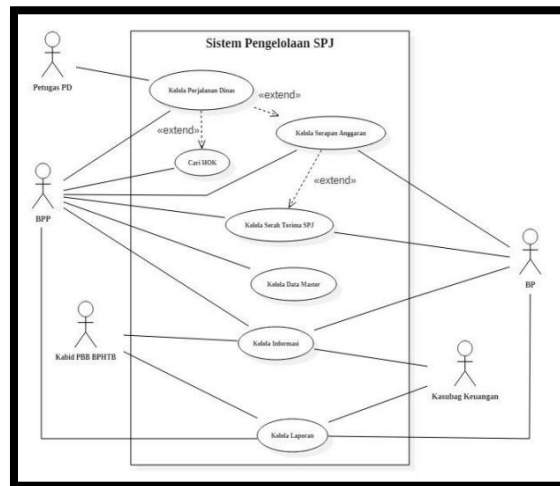 Sistem Pengelolaan SPJ
Petugas PD
Kelola Perjalanan Dinas
«extend»
«extend»
Kelola Serapan Anggaran
Cari HOK
«extend»
BPP
Kelola Serah Terima SPJ
BP
Kelola Data Master
Kelola Informasi
Kabid PBB BPHTB
Kasubag Keuangan
Kelola Laporan